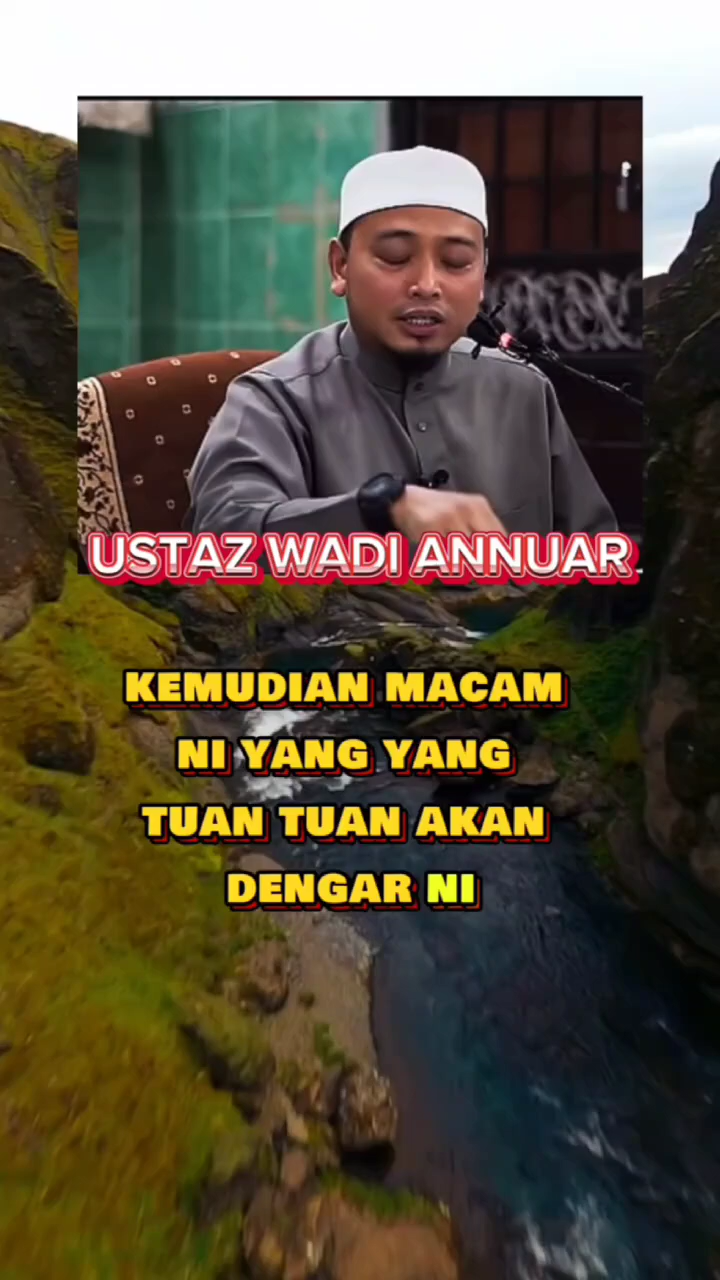 USTAZ WADI ANNUAR
KEMUDIAN MACAM
NI YANG YANG
TUAN TUAN AKAN
DENGAR NI